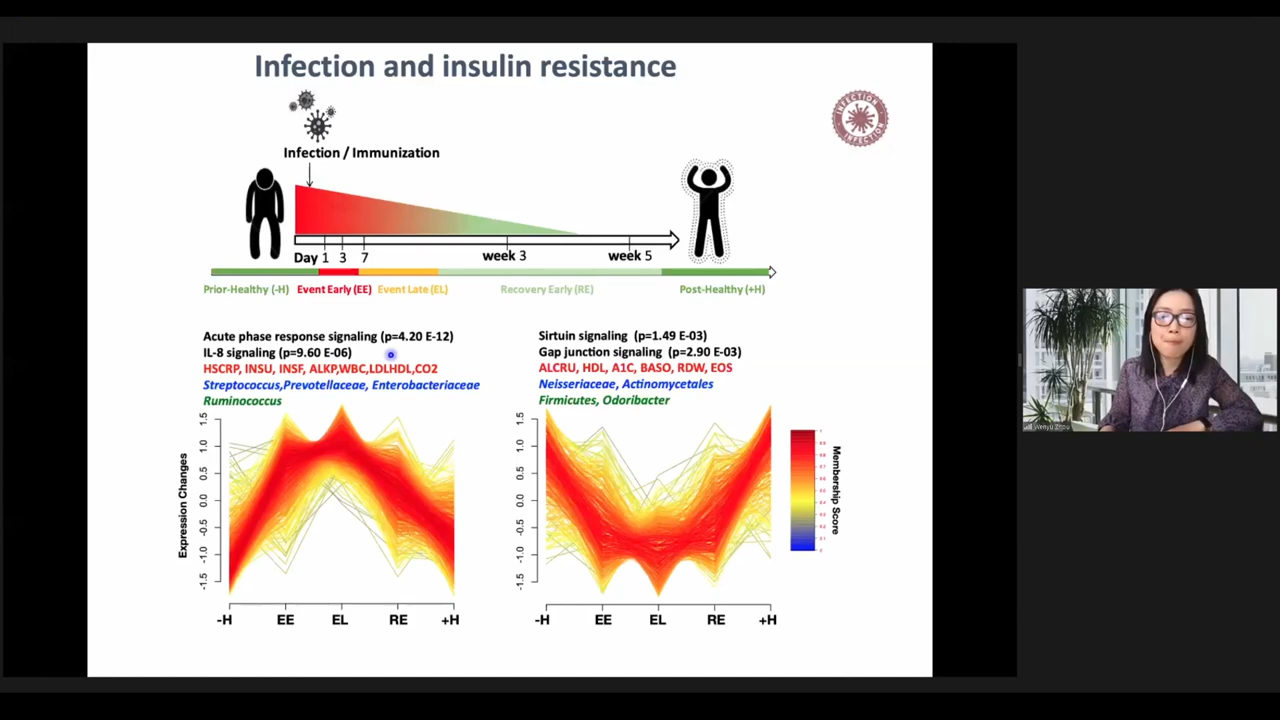 Infection and insulin resistance
INFECTION
INFECTION
Infection / Immunization
Day 1 3 7 week 3 week 5
Prior-Healthy (-H) Event Early (EE) Event Late (EL) Recovery Early (RE) Post-Healthy (+H)
Acute phase response signaling (p=4.20 E-12)
IL-8 signaling (p=9.60 E-06)
HSCRP, INSU, INSF, ALKP,WBC,LDLHDL,CO2
Streptococcus,Prevotellaceae, Enterobacteriaceae
Ruminococcus
Expression Changes
1.5
1.0
0.5
0.0
-0.5
-1.0
-1.5
-H EE EL RE +H
Sirtuin signaling (p=1.49 E-03)
Gap junction signaling (p=2.90 E-03)
ALCRU, HDL, A1C, BASO, RDW, EOS
Neisseriaceae, Actinomycetales
Firmicutes, Odoribacter
1.5
1.0
0.5
0.0
-0.5
-1.0
-1.5
-H EE EL RE +H
Membership Score
Wenyu Zhou